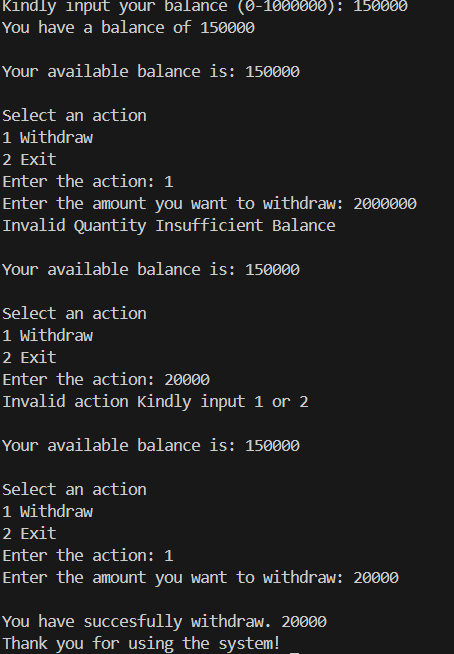 Kindly input your balance (0-1000000): 150000
You have a balance of 150000
Your available balance is: 150000
Select an action
1 Withdraw
2 Exit
Enter the action: 1
Enter the amount you want to withdraw: 2000000
Invalid Quantity Insufficient Balance
Your available balance is: 150000
Select an action
1 Withdraw
2 Exit
Enter the action: 20000
Invalid action Kindly input 1 or 2
Your available balance is: 150000
Select an action
1 Withdraw
2 Exit
Enter the action: 1
Enter the amount you want to withdraw: 20000
You have succesfully withdraw. 20000
Thank you for using the system!